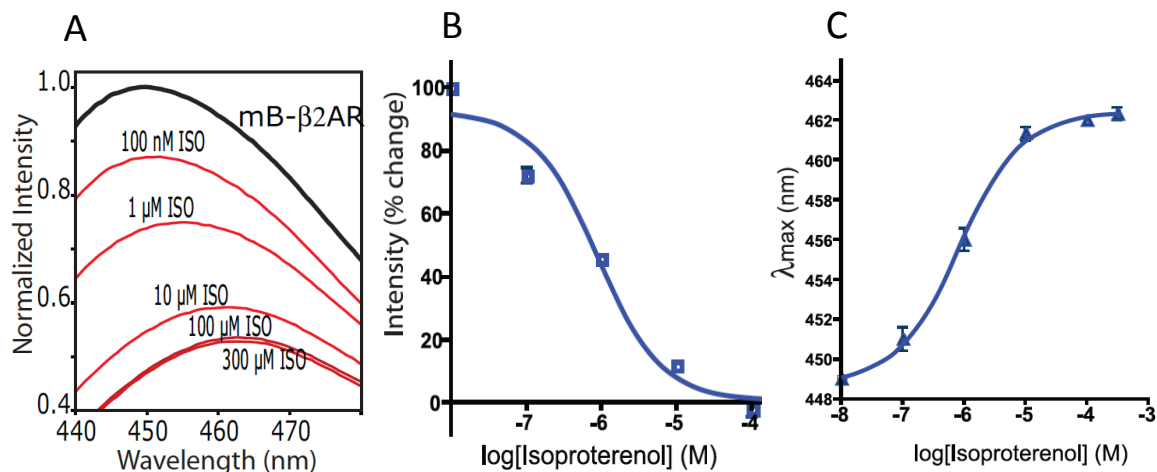 A
Normalized Intensity
1.0
0.8
0.6
0.4
mB-β2AR
100 nM ISO
1 µM ISO
10 µM ISO
100 µM ISO
300 µM ISO
440 450 460 470
Wavelength (nm)
B
Intensity (% change)
100
80
60
40
20
0
-7 -6 -5 -4
log[Isoproterenol] (M)
C
λmax (nm)
464
462
460
458
456
454
452
450
448
-8 -7 -6 -5 -4 -3
log[Isoproterenol] (M)